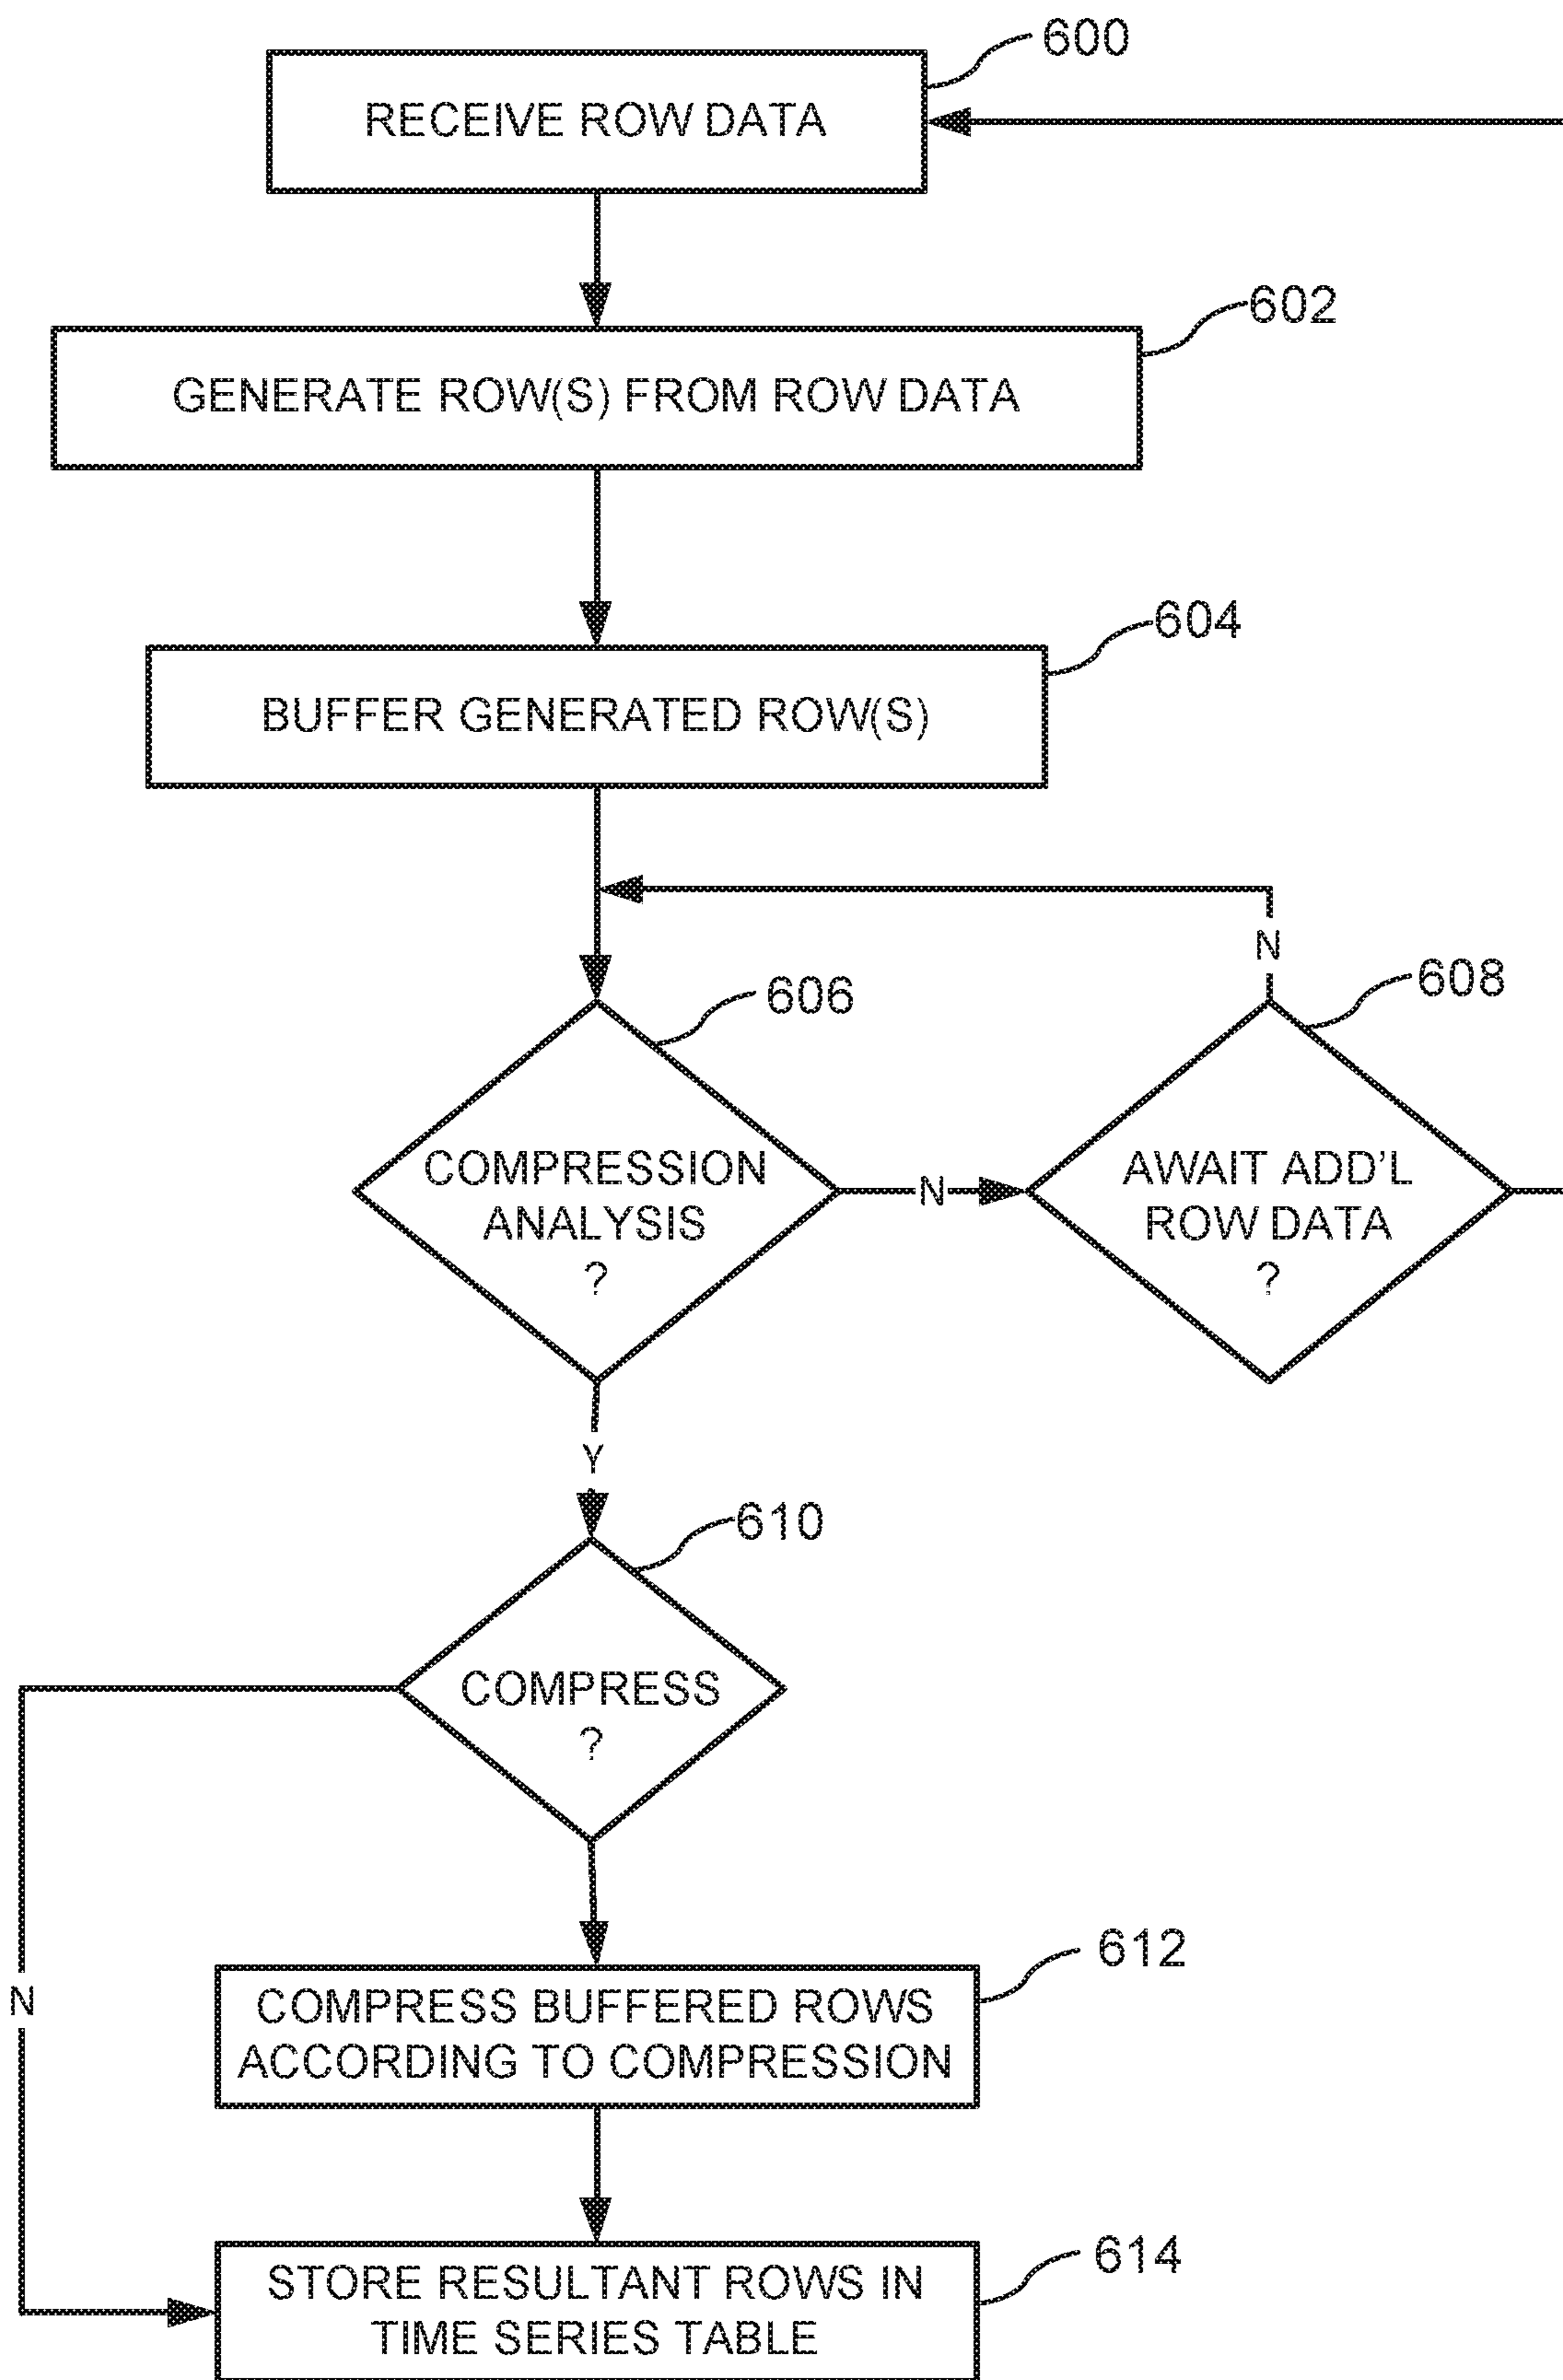 600
RECEIVE ROW DATA
602
GENERATE ROW(S) FROM ROW DATA
604
BUFFER GENERATED ROW(S)
N
606
608
COMPRESSION
ANALYSIS
?
N
AWAIT ADD'L
ROW DATA
?
Y
610
COMPRESS
?
N
612
COMPRESS BUFFERED ROWS
ACCORDING TO COMPRESSION
614
STORE RESULTANT ROWS IN
TIME SERIES TABLE